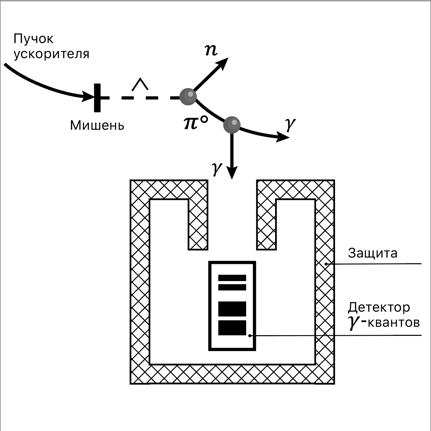 Пучок
ускорителя
n
Λ
Мишень
π°
γ
γ
Защита
Детектор
γ-квантов